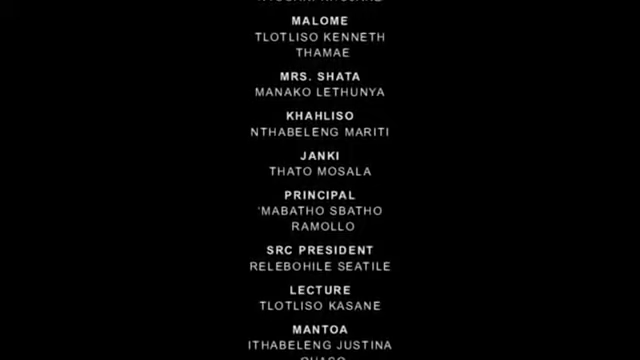 MALOME
TLOTLISO KENNETH
THAMAE
MRS. SHATA
MANAKO LETHUNYA
KHAHLISO
NTHABELENG MARITI
JANKI
THATO MOSALA
PRINCIPAL
'MABATHO SBATHO
RAMOLLO
SRC PRESIDENT
RELEBOHILE SEATILE
LECTURE
TLOTLISO KASANE
MANTOA
ITHABELENG JUSTINA